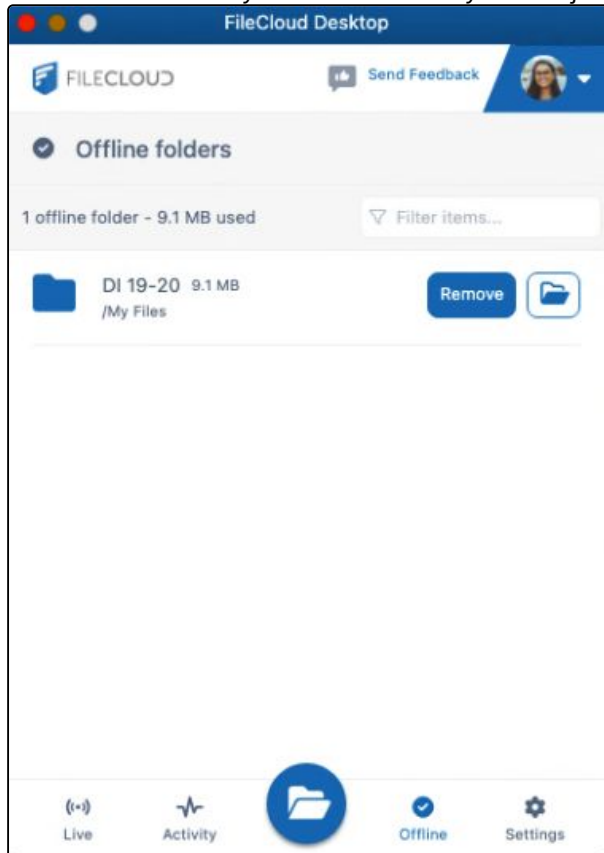 FileCloud Desktop
FILECLOUD
Send Feedback
Offline folders
1 offline folder - 9.1 MB used
Filter items...
DI 19-20 9.1 MB
/My Files
Remove
Live
Activity
Offline
Settings